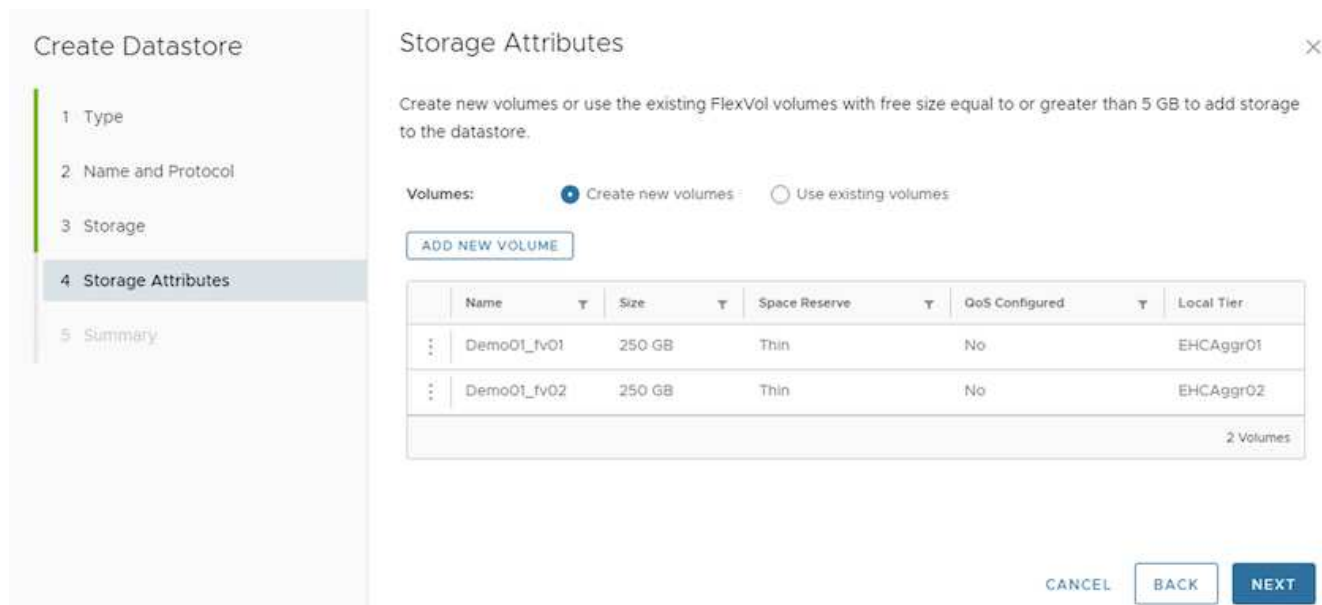 Create Datastore
1 Type
2 Name and Protocol
3 Storage
4 Storage Attributes
5 Summary
Storage Attributes
Create new volumes or use the existing FlexVol volumes with free size equal to or greater than 5 GB to add storage
to the datastore.
Volumes: Create new volumes Use existing volumes
ADD NEW VOLUME
Name Size Space Reserve QoS Configured Local Tier
Demo01_fv01 250 GB Thin No EHCAggr01
Demo01_fv02 250 GB Thin No EHCAggr02
2 Volumes
CANCEL BACK NEXT